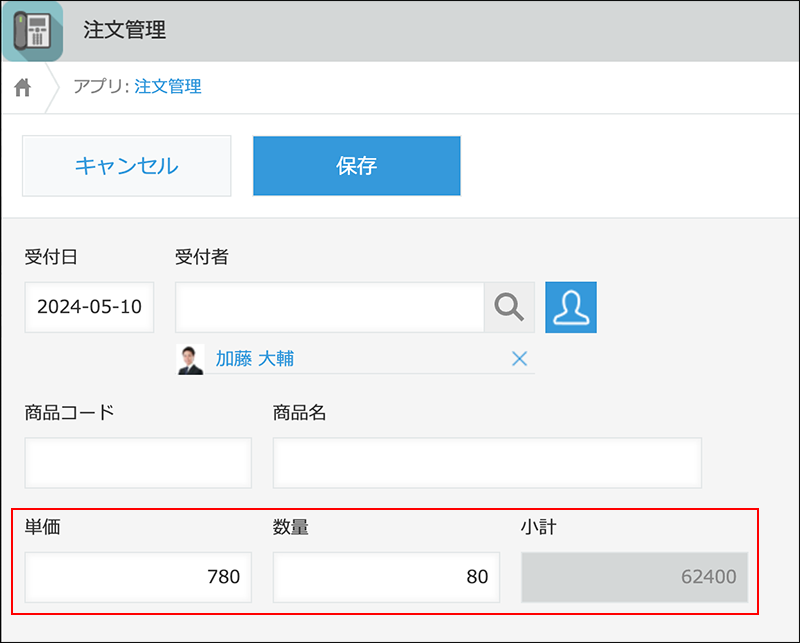 注文管理
アプリ: 注文管理
キャンセル 保存
受付日 受付者
2024-05-10
加藤 大輔
商品コード 商品名
単価 数量 小計
780 80 62400